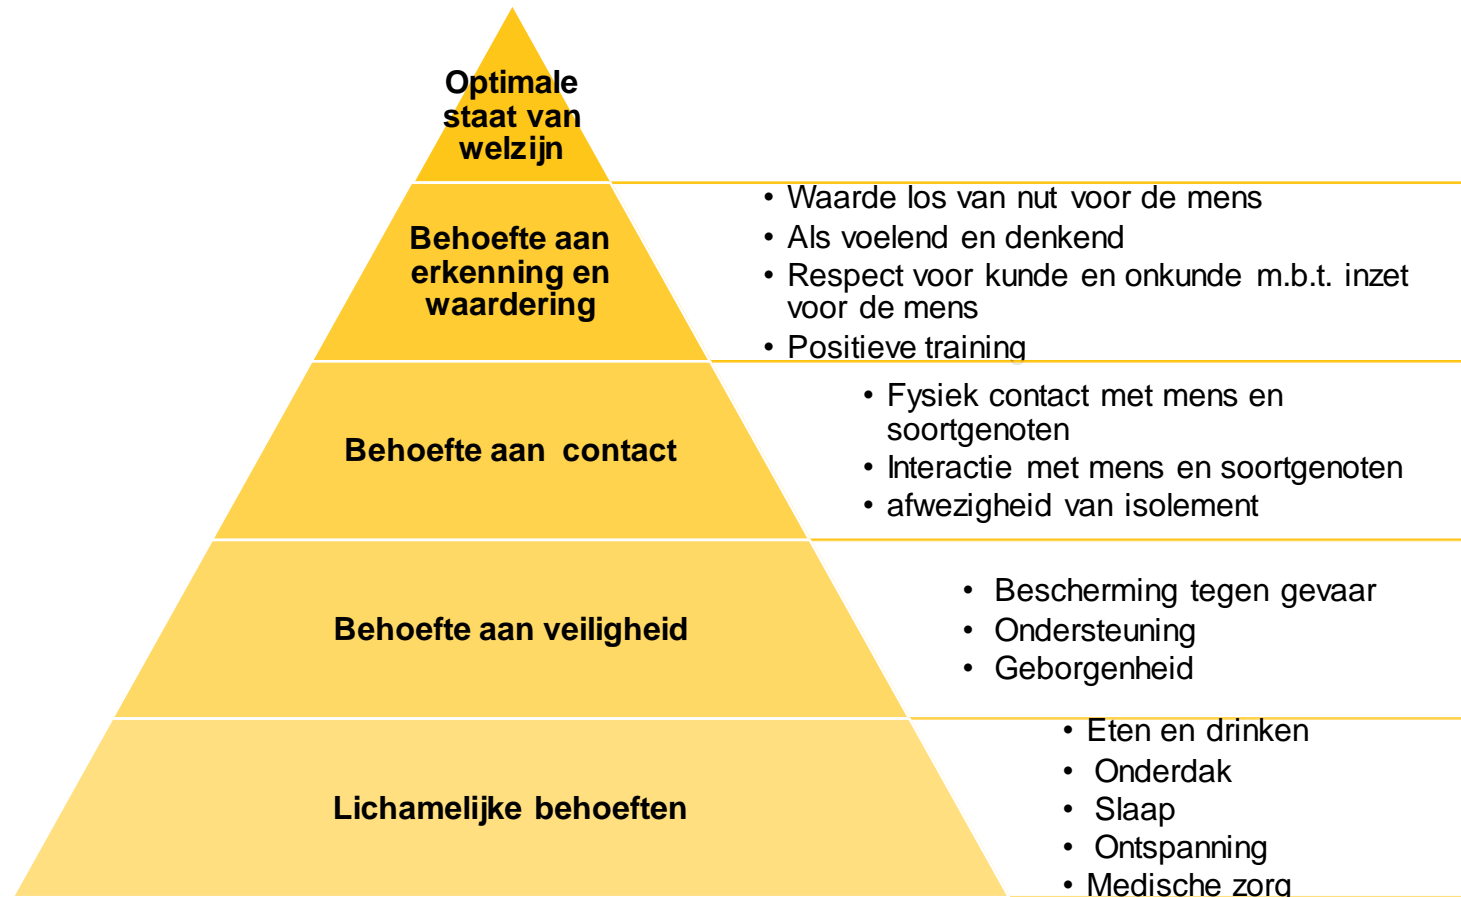 Optimale
staat van
welzijn
Behoefte aan
erkenning en
waardering
• Waarde los van nut voor de mens
• Als voelend en denkend
• Respect voor kunde en onkunde m.b.t. inzet
voor de mens
• Positieve training
Behoefte aan contact
• Fysiek contact met mens en
soortgenoten
• Interactie met mens en soortgenoten
• afwezigheid van isolement
Behoefte aan veiligheid
• Bescherming tegen gevaar
• Ondersteuning
• Geborgenheid
Lichamelijke behoeften
• Eten en drinken
• Onderdak
• Slaap
• Ontspanning
• Medische zorg